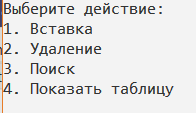 Выберите действие:
1. Вставка
2. Удаление
3. Поиск
4. Показать таблицу